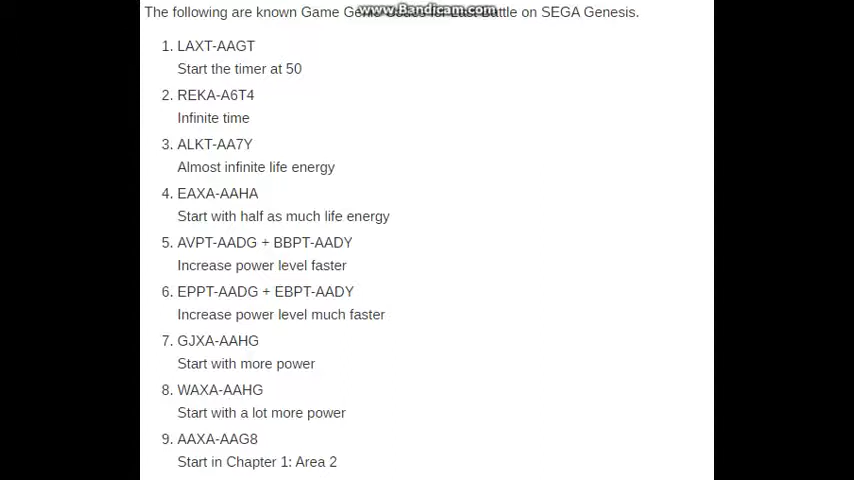 www.Bandicam.com
The following are known Game Genie Codes for Last Battle on SEGA Genesis.
1. LAXT-AAGT
Start the timer at 50
2. REKA-A6T4
Infinite time
3. ALKT-AA7Y
Almost infinite life energy
4. EAXA-AAHA
Start with half as much life energy
5. AVPT-AADG + BBPT-AADY
Increase power level faster
6. EPPT-AADG + EBPT-AADY
Increase power level much faster
7. GJXA-AAHG
Start with more power
8. WAXA-AAHG
Start with a lot more power
9. AAXA-AAG8
Start in Chapter 1: Area 2